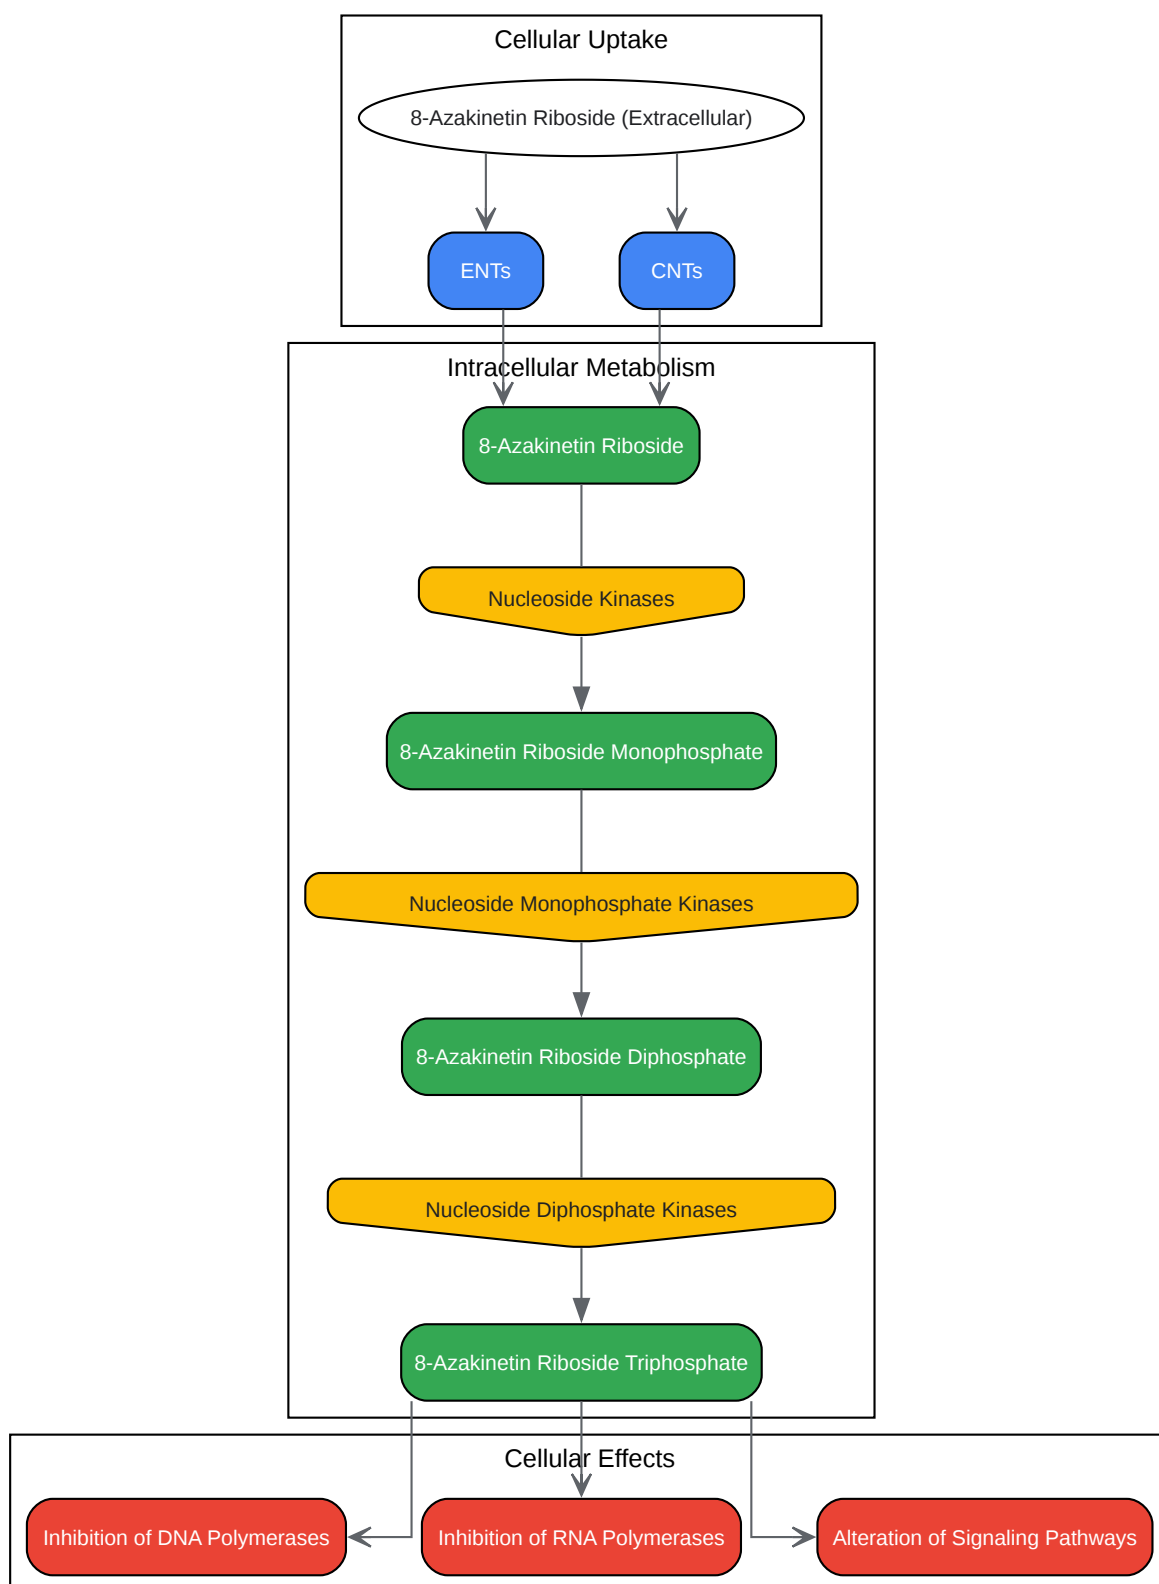 Cellular Uptake
8-Azakinetin Riboside (Extracellular)
ENTs
CNTs
Intracellular Metabolism
8-Azakinetin Riboside
Nucleoside Kinases
8-Azakinetin Riboside Monophosphate
Nucleoside Monophosphate Kinases
8-Azakinetin Riboside Diphosphate
Nucleoside Diphosphate Kinases
8-Azakinetin Riboside Triphosphate
Cellular Effects
Inhibition of DNA Polymerases
Inhibition of RNA Polymerases
Alteration of Signaling Pathways